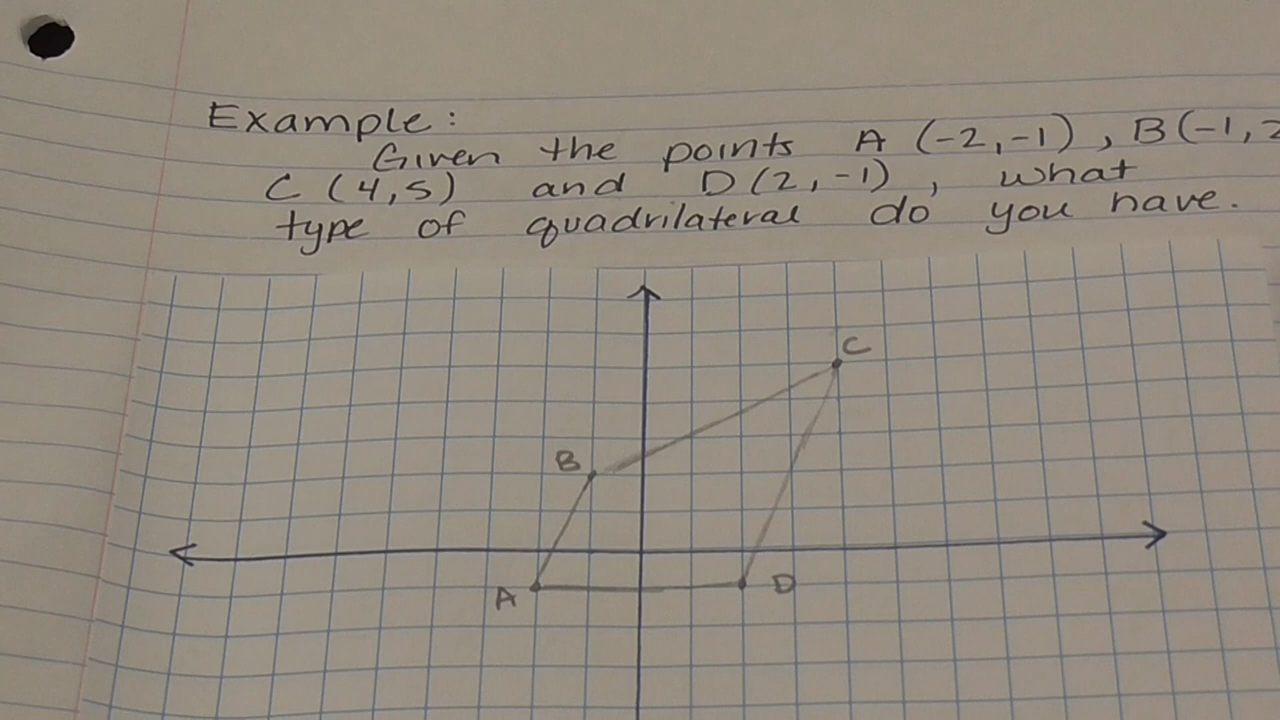 Example:
Given the points A (-2,-1), B(-1,2
C (4,5) and D(2,-1), what
type of quadrilateral do you have.
C
B
A
D